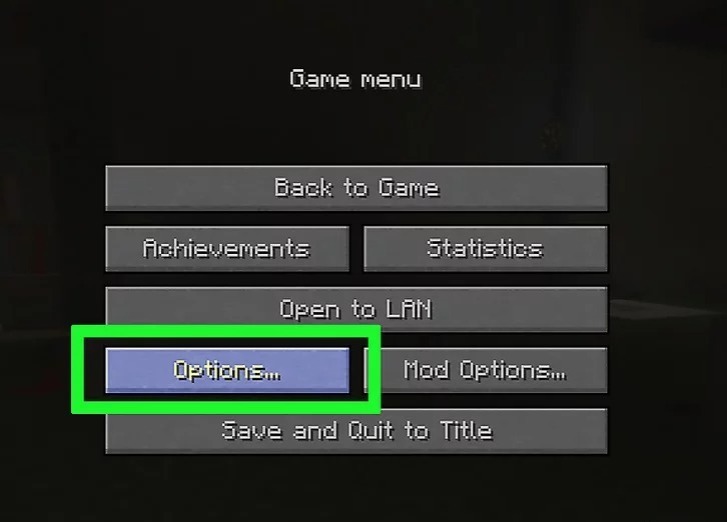 Game menu
Back to Game
Achievements
Statistics
Open to LAN
Options...
Mod Options...
Save and Quit to Title